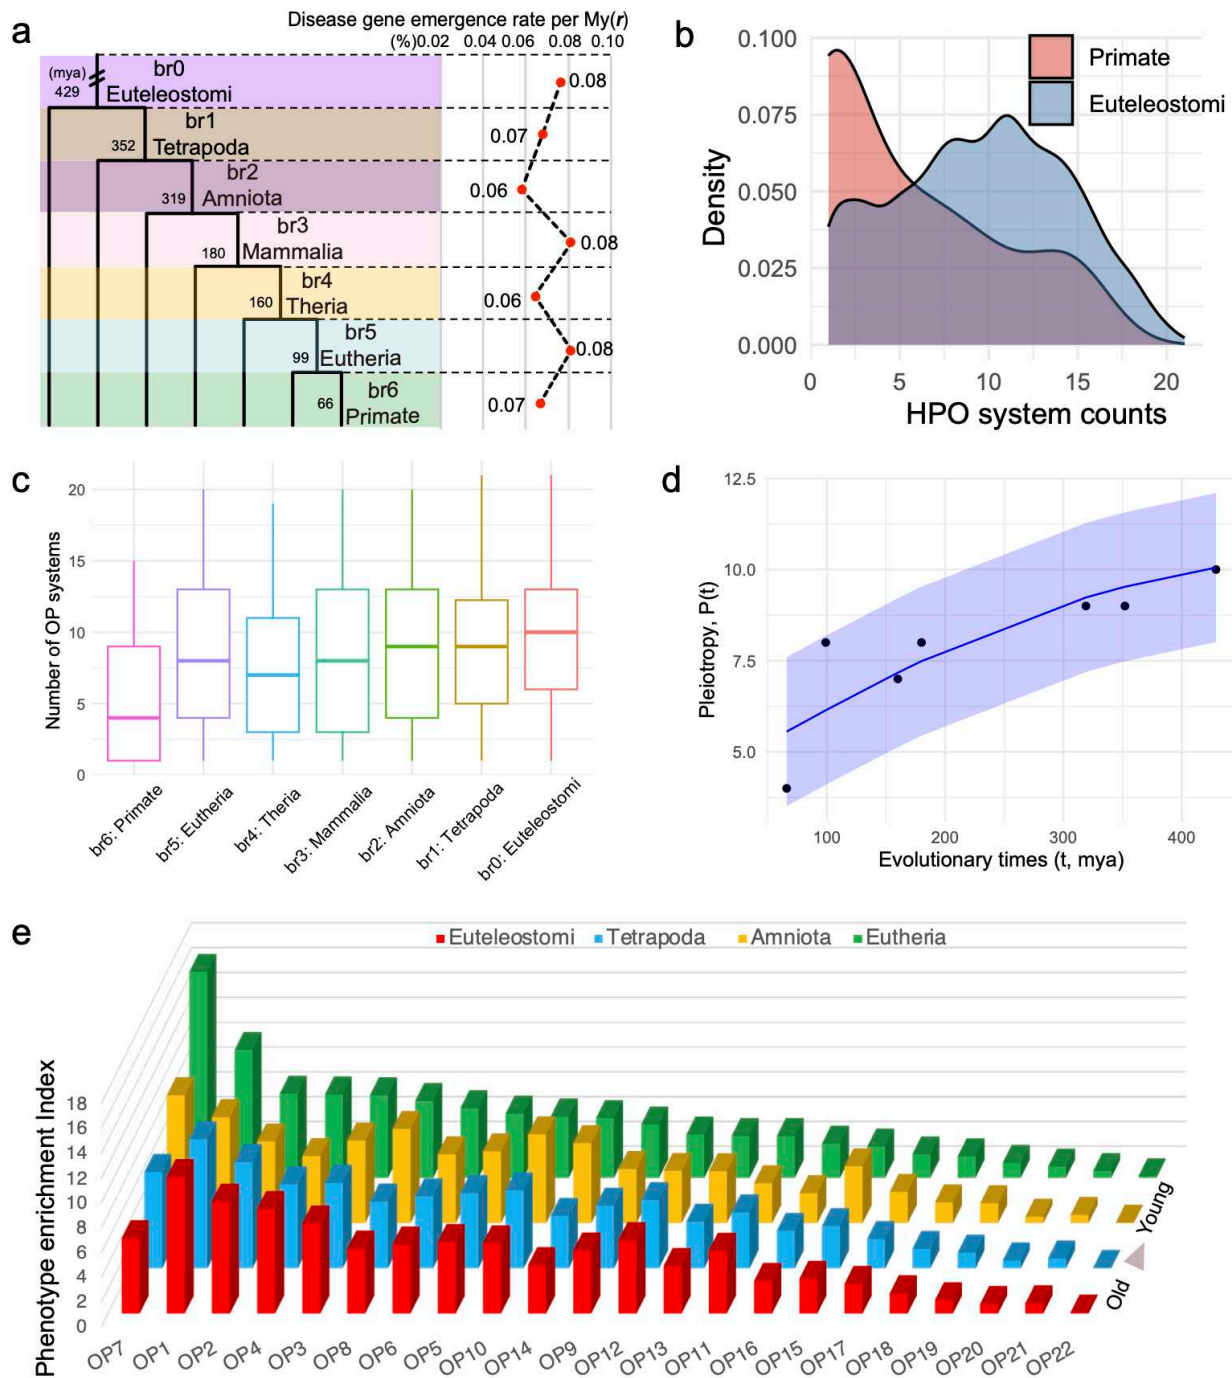 a
Disease gene emergence rate per My(r)
(%)0.02 0.04 0.06 0.08 0.10
(mya)
429
br0
Euteleostomi
0.08
br1
352
Tetrapoda
0.07
br2
319
Amniota
0.06
br3
180
Mammalia
0.08
br4
160
Theria
0.06
br5
99
Eutheria
0.08
br6
66
Primate
0.07
b
Primate
Euteleostomi
0.100
0.075
0.050
0.025
0.000
Density
0 5 10 15 20
HPO system counts
c
Number of OP systems
20
15
10
5
0
br6: Primate
br5: Eutheria
br4: Theria
br3: Mammalia
br2: Amniota
br1: Tetrapoda
br0: Euteleostomi
d
Pleiotropy, P(t)
12.5
10.0
7.5
5.0
100 200 300 400
Evolutionary times (t, mya)
e
Euteleostomi Tetrapoda Amniota Eutheria
Phenotype enrichment Index
18
16
14
12
10
8
6
4
2
0
Young
Old
OP7 OP1 OP2 OP4 OP3 OP8 OP6 OP5 OP10 OP14 OP9 OP12 OP13 OP11 OP16 OP15 OP17 OP18 OP19 OP20 OP21 OP22